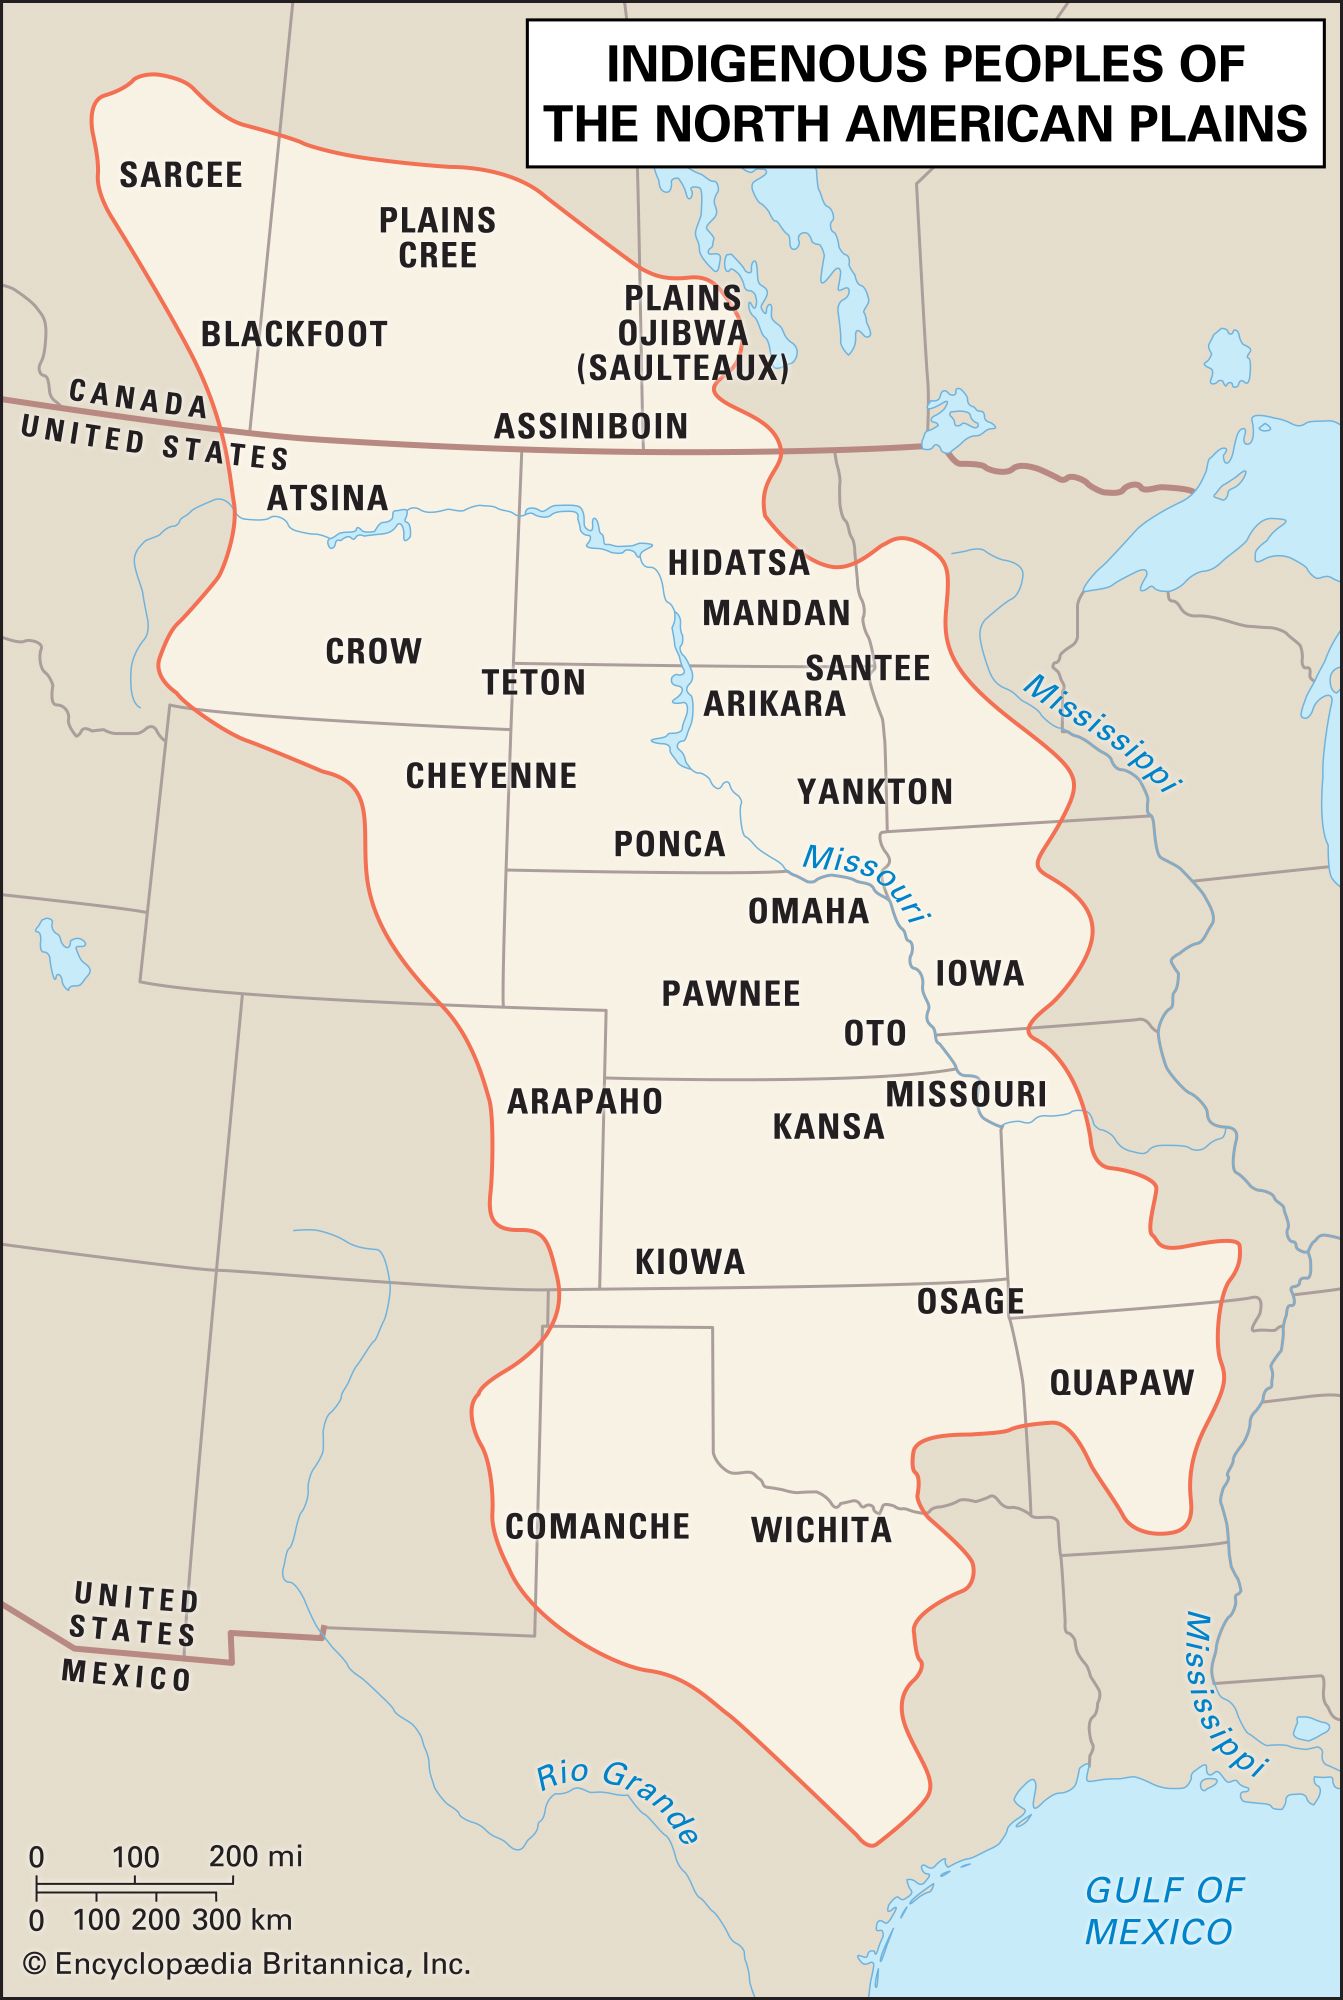 INDIGENOUS PEOPLES OF
THE NORTH AMERICAN PLAINS
SARCEE
PLAINS
CREE
PLAINS
OJIBWA
(SAULTEAUX)
BLACKFOOT
CANADA
UNITED STATES
ASSINIBOIN
ATSINA
HIDATSA
MANDAN
CROW
SANTEE
TETON
ARIKARA
Mississippi
CHEYENNE
YANKTON
PONCA
Missouri
OMAHA
IOWA
PAWNEE
OTO
MISSOURI
ARAPAHO
KANSA
KIOWA
OSAGE
QUAPAW
COMANCHE
WICHITA
UNITED
STATES
MEXICO
Mississippi
Rio Grande
GULF OF
MEXICO
0 100 200 mi
0 100 200 300 km
© Encyclopædia Britannica, Inc.